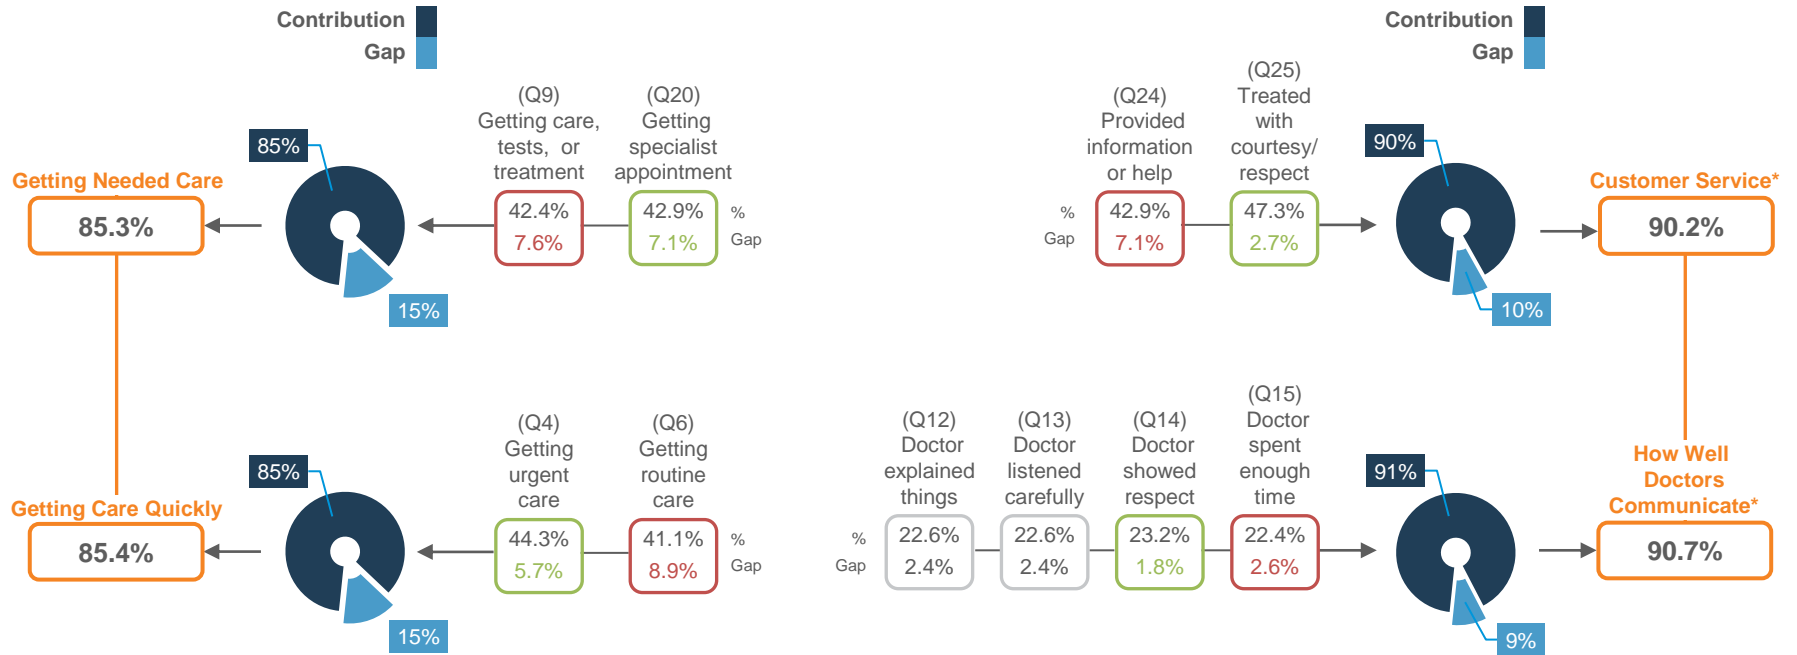 Contribution
Gap
Getting Needed Care
85.3%
85%
15%
(Q9)
Getting care,
tests, or
treatment
42.4%
7.6%
(Q20)
Getting
specialist
appointment
42.9%
7.1%
%
Gap
Getting Care Quickly
85.4%
85%
15%
(Q4)
Getting
urgent
care
44.3%
5.7%
(Q6)
Getting
routine
care
41.1%
8.9%
%
Gap
Contribution
Gap
%
Gap
(Q24)
Provided
information
or help
42.9%
7.1%
(Q25)
Treated
with
courtesy/
respect
47.3%
2.7%
90%
10%
Customer Service*
90.2%
%
Gap
(Q12)
Doctor
explained
things
22.6%
2.4%
(Q13)
Doctor
listened
carefully
22.6%
2.4%
(Q14)
Doctor
showed
respect
23.2%
1.8%
(Q15)
Doctor
spent
enough
time
22.4%
2.6%
91%
9%
How Well
Doctors
Communicate*
90.7%